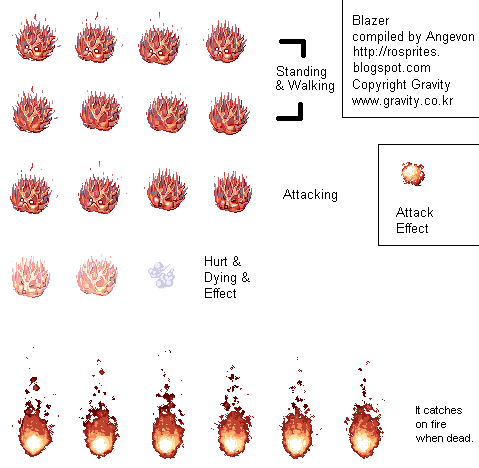 Blazer
compiled by Angevon
http://rosprites.
blogspot.com
Copyright Gravity
www.gravity.co.kr
Standing
& Walking
Attacking
Attack
Effect
Hurt &
Dying &
Effect
It catches
on fire
when dead.